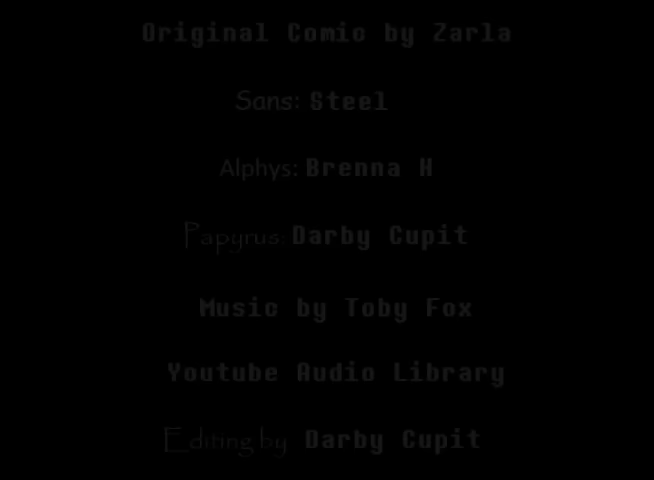 Original Comic by Zarla
Sans: Steel
Alphys: Brenna H
Papyrus: Darby Cupit
Music by Toby Fox
Youtube Audio Library
Editing by Darby Cupit